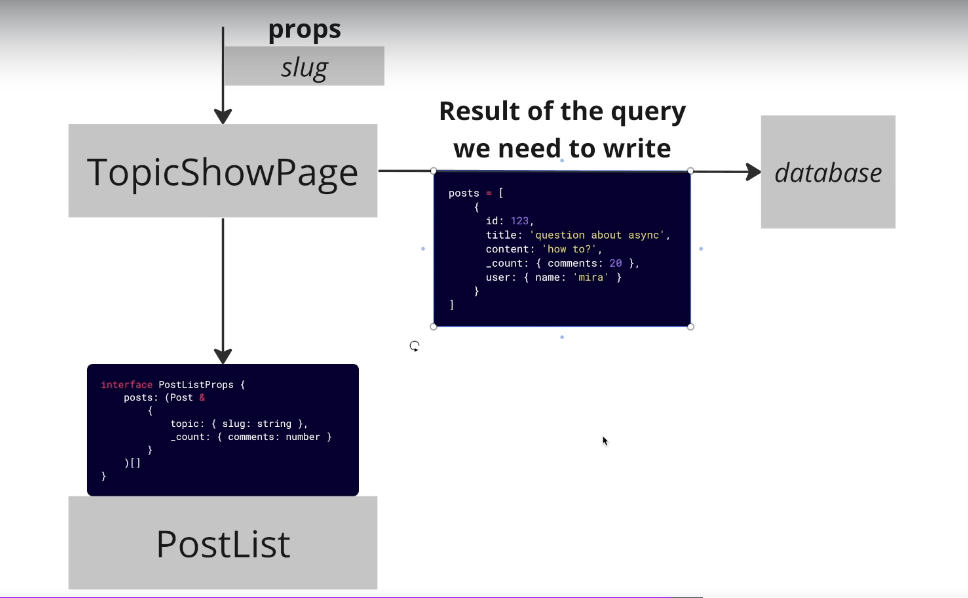 props
slug
Result of the query
we need to write
TopicShowPage
database
posts = [
{
id: 123,
title: 'question about async',
content: 'how to?',
_count: { comments: 20 },
user: { name: 'mira' }
}
]
interface PostListProps {
posts: (Post &
{
topic: { slug: string },
_count: { comments: number }
}
)[]
}
PostList